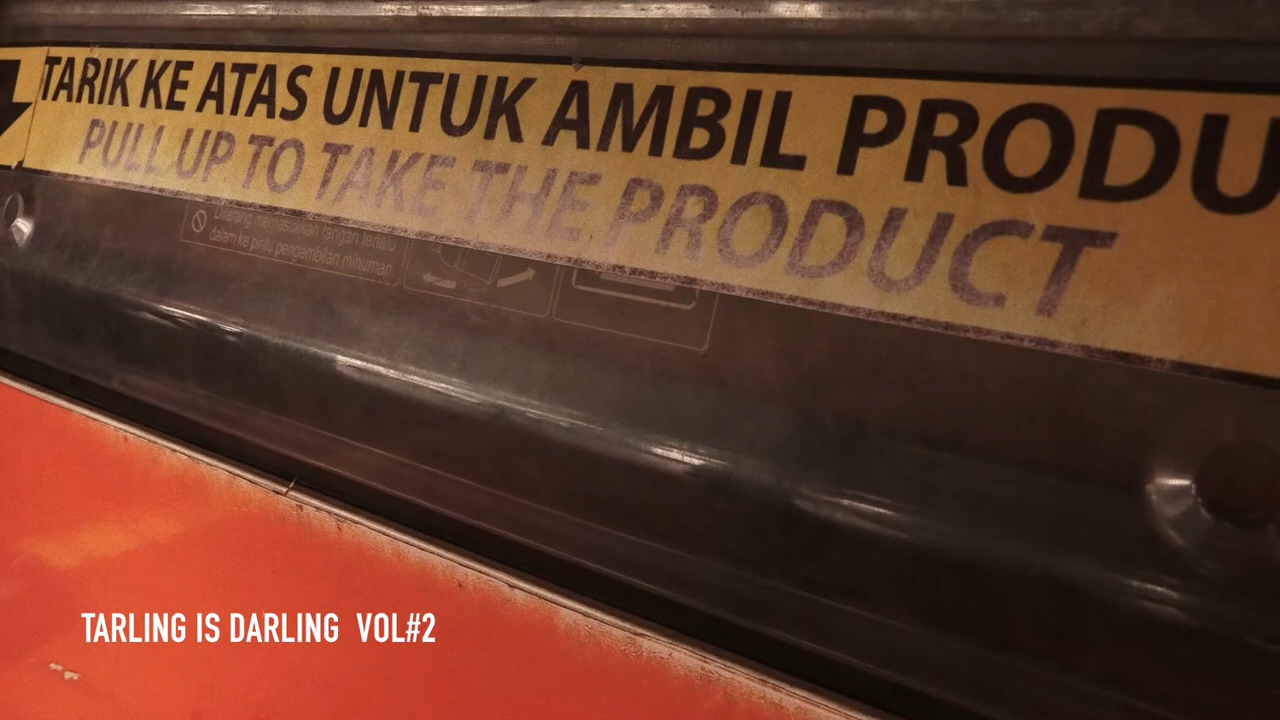 TARIK KE ATAS UNTUK AMBIL PRODU
PULL UP TO TAKE THE PRODUCT
Dilarang memasukkan tangan terlalu
dalam ke pintu pengambilan minuman
TARLING IS DARLING VOL#2